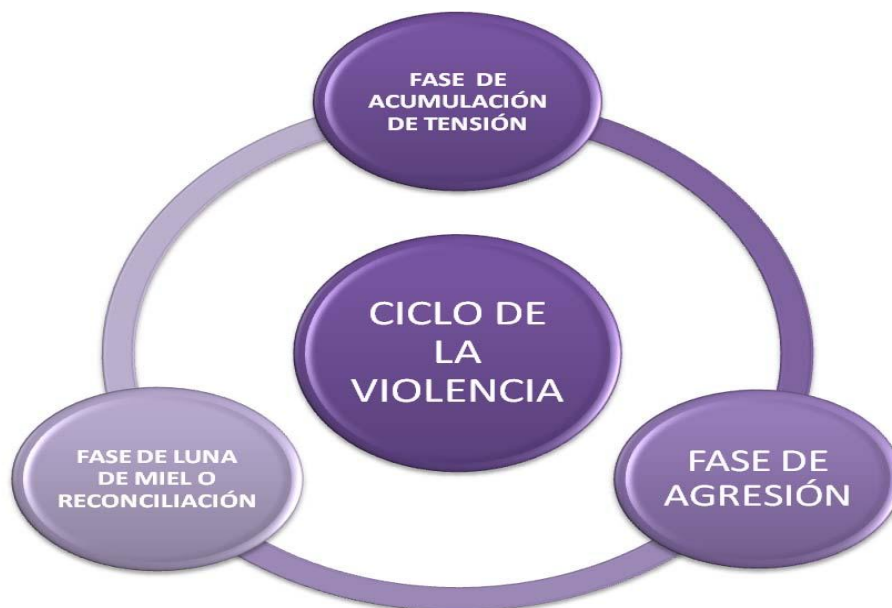 FASE DE
ACUMULACIÓN
DE TENSIÓN
CICLO DE
LA
VIOLENCIA
FASE DE LUNA
DE MIEL O
RECONCILIACIÓN
FASE DE
AGRESIÓN